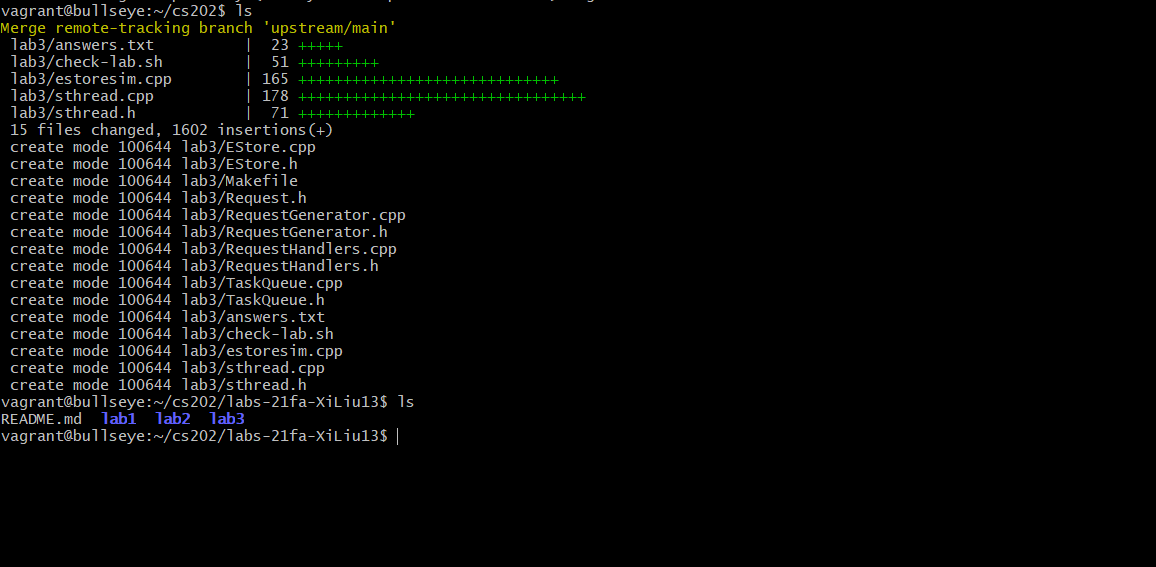 vagrant@bullseye:~/cs202$ ls
Merge remote-tracking branch 'upstream/main'
 lab3/answers.txt          |  23 +++++
 lab3/check-lab.sh         |  51 +++++++++
 lab3/estoresim.cpp        | 165 +++++++++++++++++++++++++++++
 lab3/sthread.cpp          | 178 ++++++++++++++++++++++++++++++++
 lab3/sthread.h            |  71 +++++++++++++
 15 files changed, 1602 insertions(+)
 create mode 100644 lab3/EStore.cpp
 create mode 100644 lab3/EStore.h
 create mode 100644 lab3/Makefile
 create mode 100644 lab3/Request.h
 create mode 100644 lab3/RequestGenerator.cpp
 create mode 100644 lab3/RequestGenerator.h
 create mode 100644 lab3/RequestHandlers.cpp
 create mode 100644 lab3/RequestHandlers.h
 create mode 100644 lab3/TaskQueue.cpp
 create mode 100644 lab3/TaskQueue.h
 create mode 100644 lab3/answers.txt
 create mode 100644 lab3/check-lab.sh
 create mode 100644 lab3/estoresim.cpp
 create mode 100644 lab3/sthread.cpp
 create mode 100644 lab3/sthread.h
vagrant@bullseye:~/cs202/labs-21fa-XiLiu13$ ls
README.md  lab1  lab2  lab3
vagrant@bullseye:~/cs202/labs-21fa-XiLiu13$